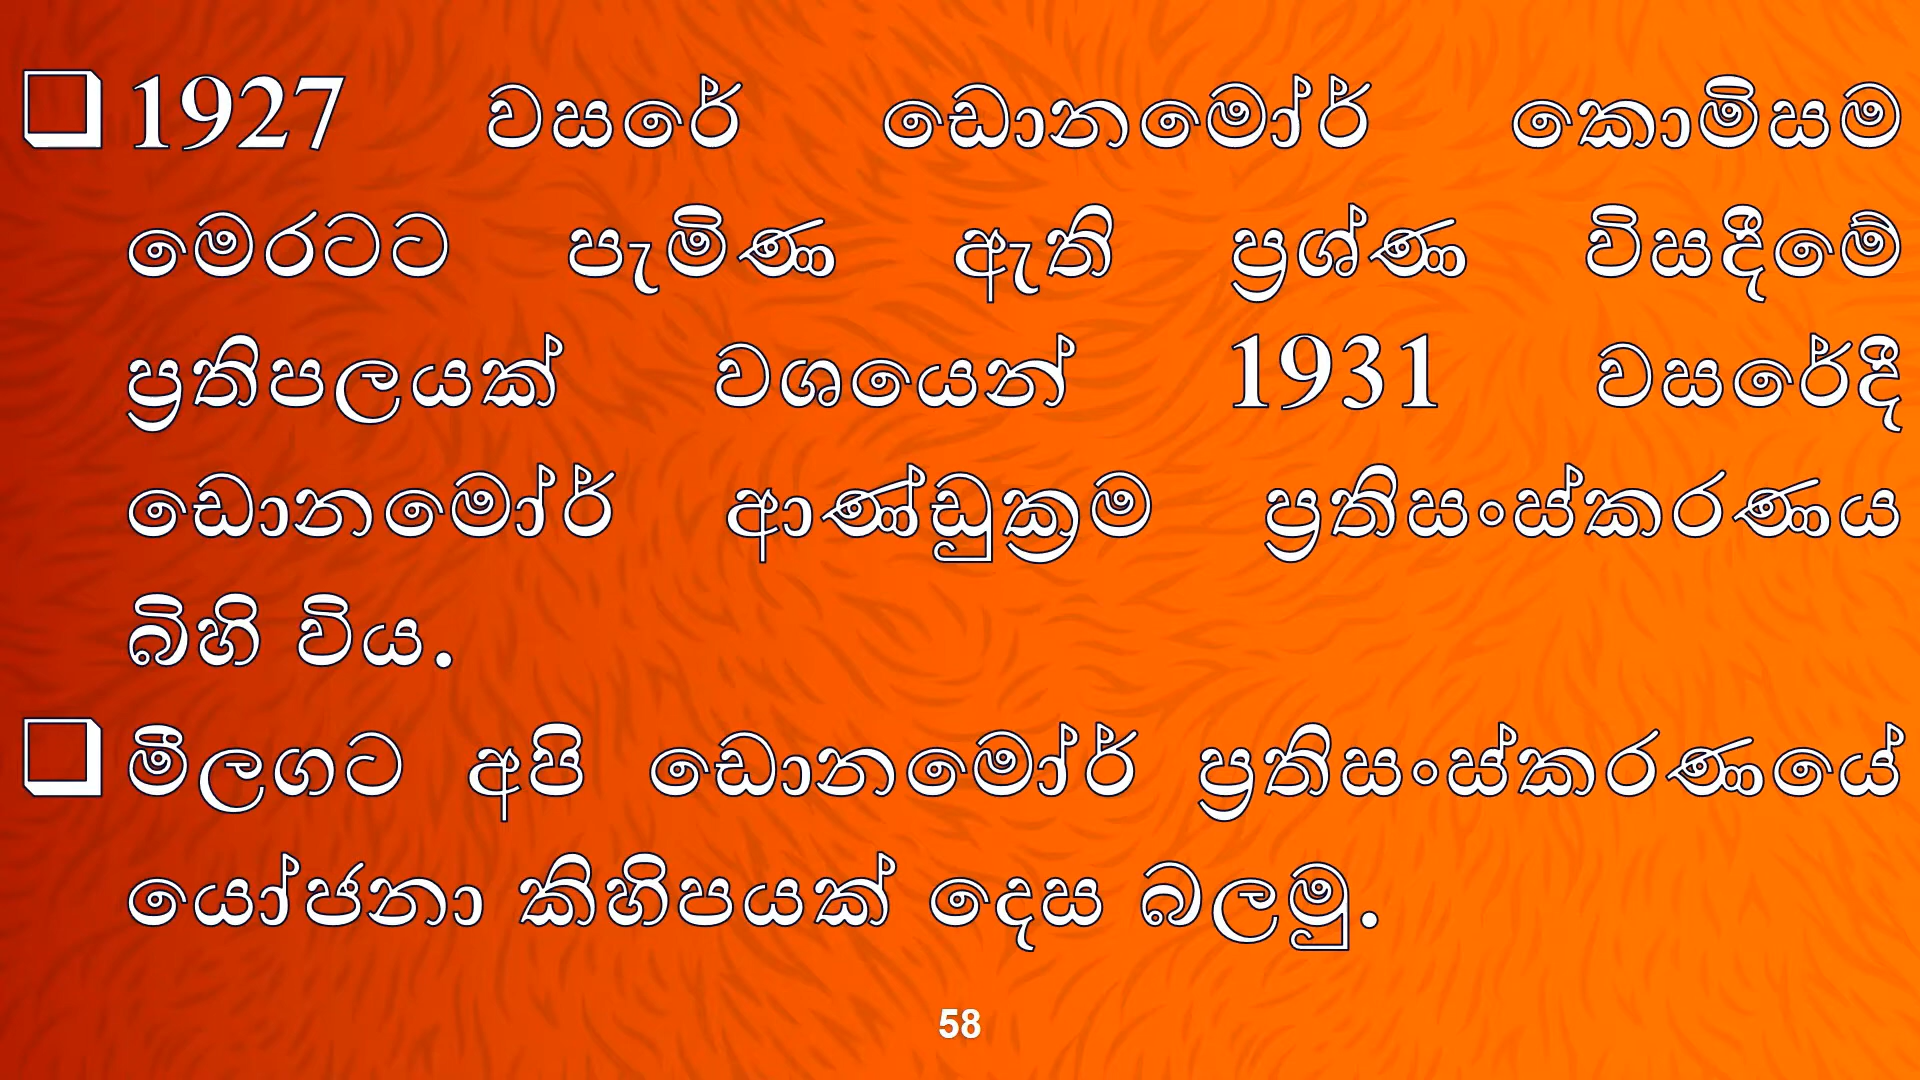 ❑ 1927 වසරේ ඩොනමෝර් කොමිසම
මෙරටට පැමිණ ඇති ප්‍රශ්ණ විසදීමේ
ප්‍රතිපලයක් වශයෙන් 1931 වසරේදී
ඩොනමෝර් ආණ්ඩුක්‍රම ප්‍රතිසංස්කරණය
බිහි විය.
❑ මීලගට අපි ඩොනමෝර් ප්‍රතිසංස්කරණයේ
යෝජනා කිහිපයක් දෙස බලමු.
58